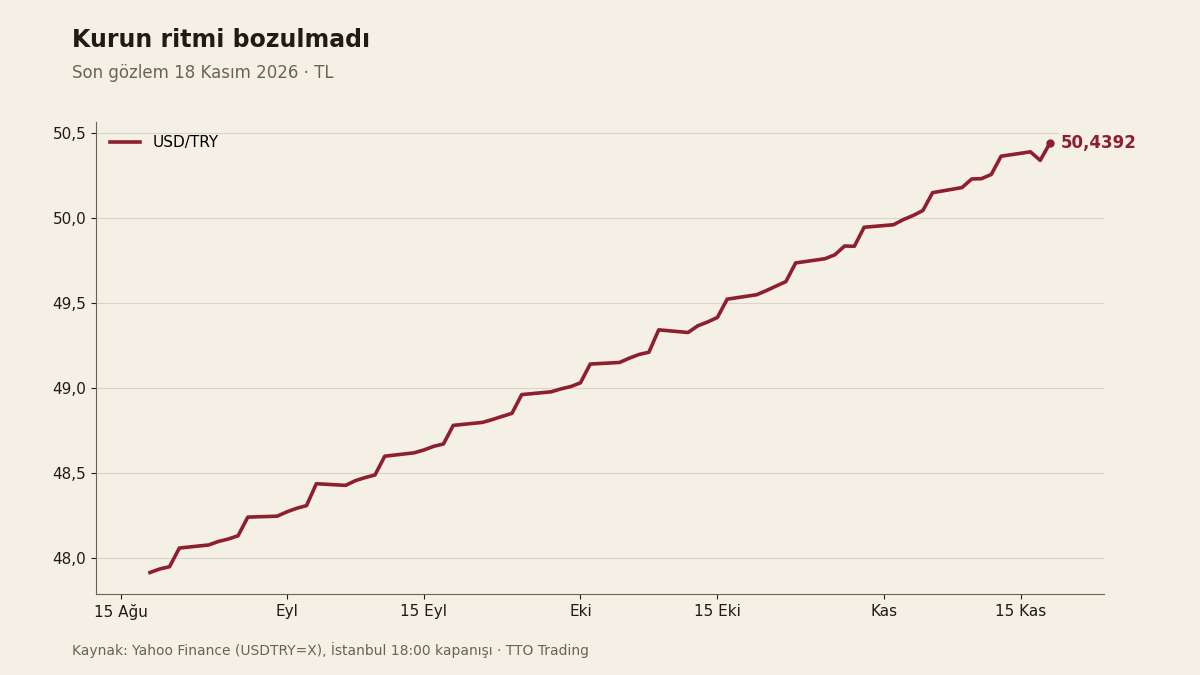 Kurun ritmi bozulmadı
Son gözlem 18 Kasım 2026 · TL
50,5
USD/TRY
50,4392
50,0
49,5
49,0
48,5
48,0
15 Ağu
Eyl
15 Eyl
Eki
15 Eki
Kas
15 Kas
Kaynak: Yahoo Finance (USDTRY=X), İstanbul 18:00 kapanışı · TTO Trading